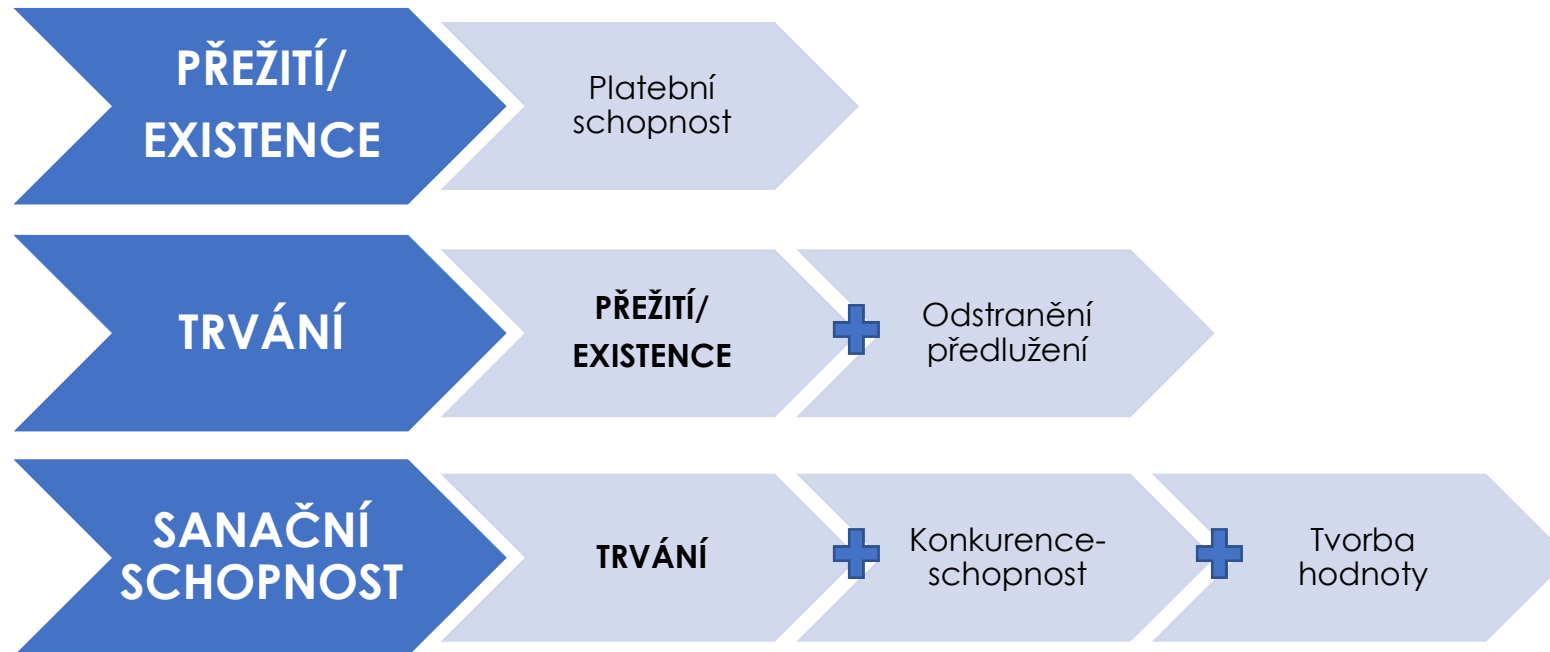 PŘEŽITÍ/
EXISTENCE
Platební
schopnost
TRVÁNÍ
PŘEŽITÍ/
EXISTENCE
Odstranění
předlužení
SANAČNÍ
SCHOPNOST
TRVÁNÍ
Konkurence-
schopnost
Tvorba
hodnoty